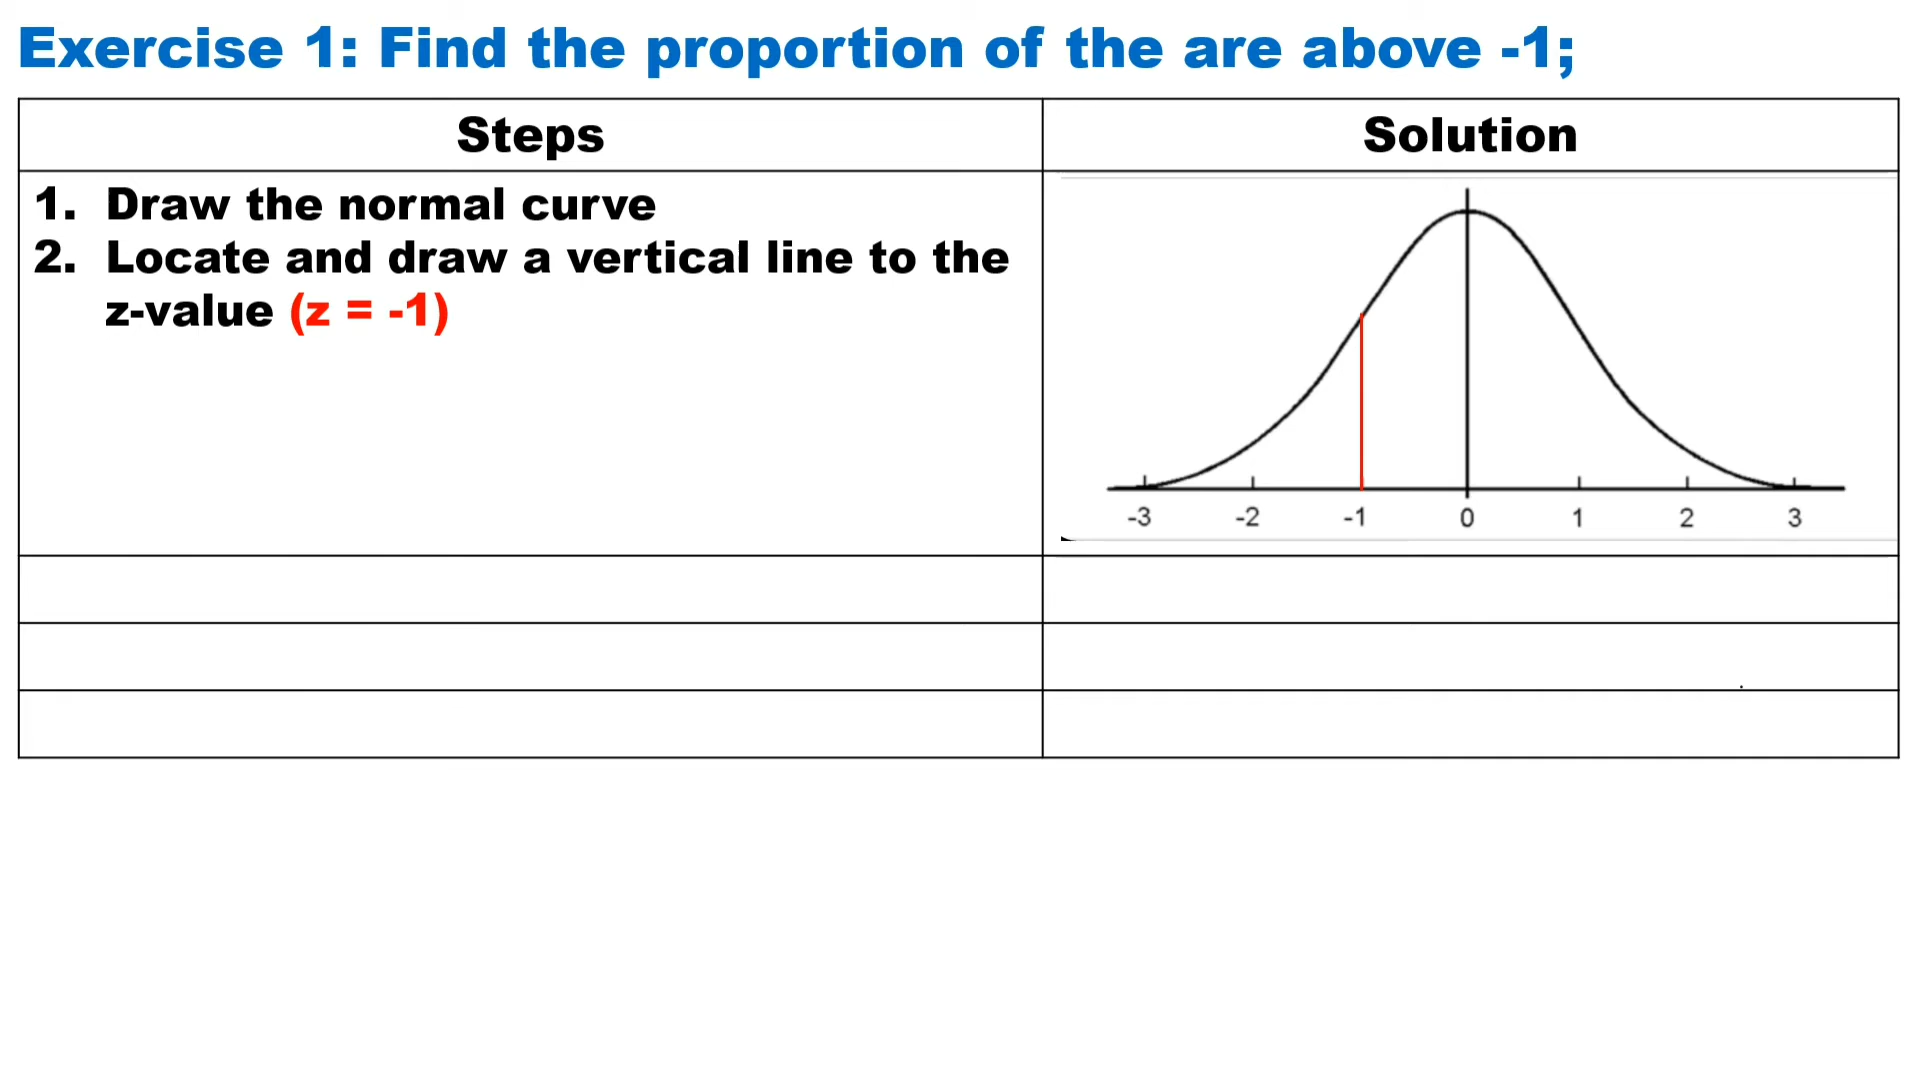 Exercise 1: Find the proportion of the are above -1;
Steps
Solution
1. Draw the normal curve
2. Locate and draw a vertical line to the
z-value (z = -1)
-3 -2 -1 0 1 2 3